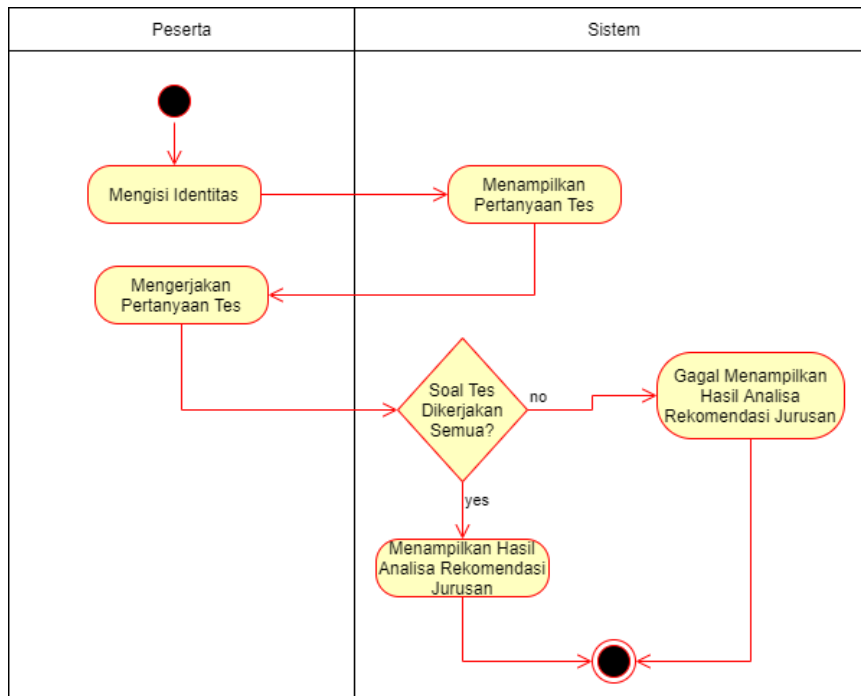 Peserta
Sistem
Mengisi Identitas
Menampilkan
Pertanyaan Tes
Mengerjakan
Pertanyaan Tes
Soal Tes
Dikerjakan
Semua?
no
Gagal Menampilkan
Hasil Analisa
Rekomendasi Jurusan
yes
Menampilkan Hasil
Analisa Rekomendasi
Jurusan